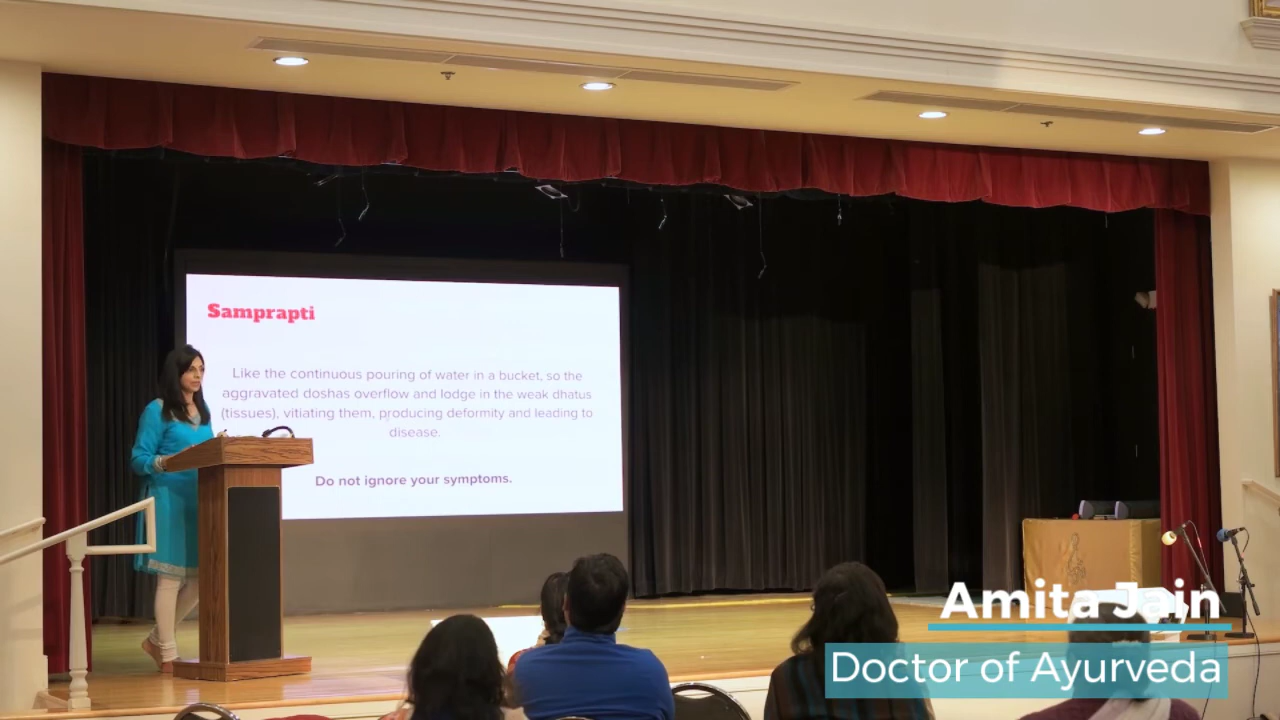 Samprapti
Like the continuous pouring of water in a bucket, so the
aggravated doshas overflow and lodge in the weak dhatus
(tissues), vitiating them, producing deformity and leading to
disease.
Do not ignore your symptoms.
Amita Jain
Doctor of Ayurveda